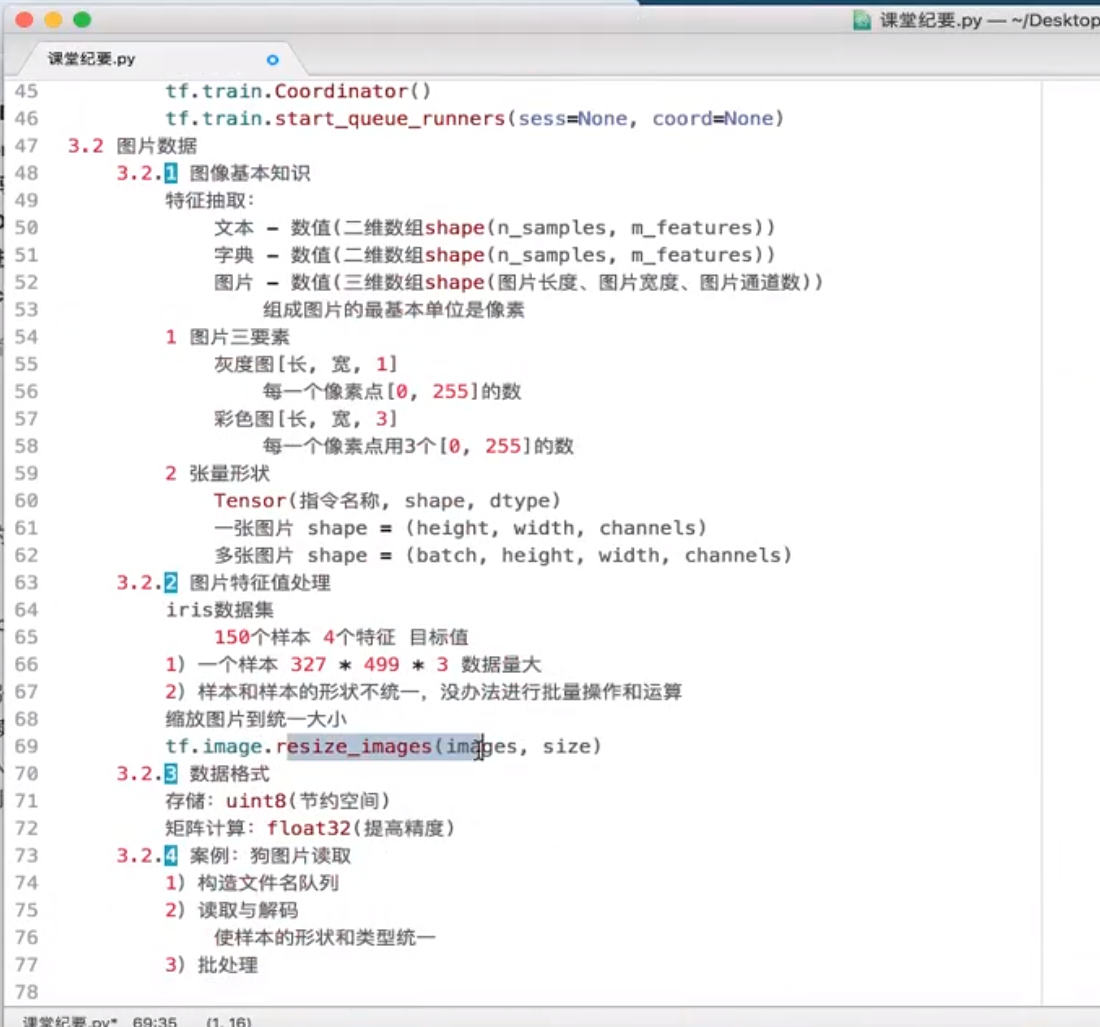 课堂纪要.py — ~/Desktop
课堂纪要.py
45 tf.train.Coordinator()
46 tf.train.start_queue_runners(sess=None, coord=None)
47 3.2 图片数据
48 3.2.1 图像基本知识
49 特征抽取：
50 文本 - 数值(二维数组shape(n_samples, m_features))
51 字典 - 数值(二维数组shape(n_samples, m_features))
52 图片 - 数值(三维数组shape(图片长度、图片宽度、图片通道数))
53 组成图片的最基本单位是像素
54 1 图片三要素
55 灰度图[长, 宽, 1]
56 每一个像素点[0, 255]的数
57 彩色图[长, 宽, 3]
58 每一个像素点用3个[0, 255]的数
59 2 张量形状
60 Tensor(指令名称, shape, dtype)
61 一张图片 shape = (height, width, channels)
62 多张图片 shape = (batch, height, width, channels)
63 3.2.2 图片特征值处理
64 iris数据集
65 150个样本 4个特征 目标值
66 1) 一个样本 327 * 499 * 3 数据量大
67 2) 样本和样本的形状不统一，没办法进行批量操作和运算
68 缩放图片到统一大小
69 tf.image.resize_images(images, size)
70 3.2.3 数据格式
71 存储：uint8(节约空间)
72 矩阵计算：float32(提高精度)
73 3.2.4 案例：狗图片读取
74 1) 构造文件名队列
75 2) 读取与解码
76 使样本的形状和类型统一
77 3) 批处理
78
课堂纪要.py* 69:35 (1, 16)